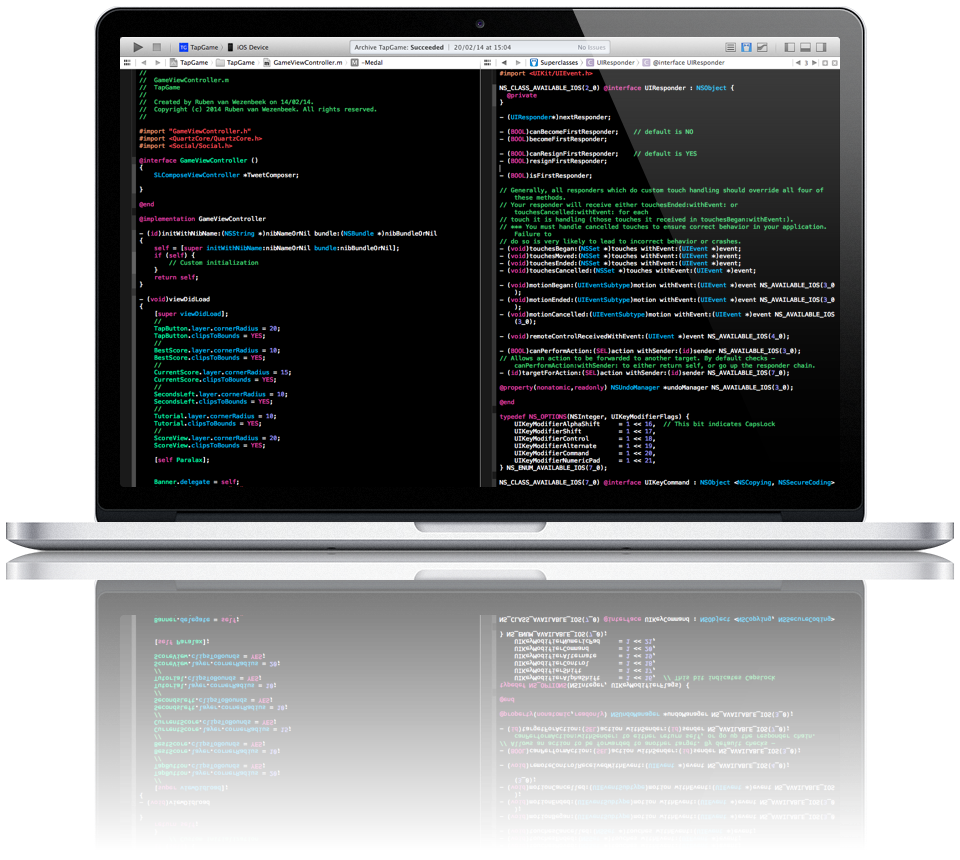 TapGame
iOS Device
Archive TapGame: Succeeded | 20/02/14 at 15:04
No Issues
TapGame
TapGame
GameViewController.m
M
-Medal
//
//  GameViewController.m
//  TapGame
//
//  Created by Ruben van Wezenbeek on 14/02/14.
//  Copyright (c) 2014 Ruben van Wezenbeek. All rights reserved.
//
#import "GameViewController.h"
#import <QuartzCore/QuartzCore.h>
#import <Social/Social.h>
@interface GameViewController ()
{
    SLComposeViewController *TweetComposer;
}
@end
@implementation GameViewController
- (id)initWithNibName:(NSString *)nibNameOrNil bundle:(NSBundle *)nibBundleOrNil
{
    self = [super initWithNibName:nibNameOrNil bundle:nibBundleOrNil];
    if (self) {
        // Custom initialization
    }
    return self;
}
- (void)viewDidLoad
{
    [super viewDidLoad];
    //
    TapButton.layer.cornerRadius = 20;
    TapButton.clipsToBounds = YES;
    //
    BestScore.layer.cornerRadius = 10;
    BestScore.clipsToBounds = YES;
    //
    CurrentScore.layer.cornerRadius = 15;
    CurrentScore.clipsToBounds = YES;
    //
    SecondsLeft.layer.cornerRadius = 10;
    SecondsLeft.clipsToBounds = YES;
    //
    Tutorial.layer.cornerRadius = 10;
    Tutorial.clipsToBounds = YES;
    //
    ScoreView.layer.cornerRadius = 20;
    ScoreView.clipsToBounds = YES;
    [self Paralax];
    Banner.delegate = self;
Superclasses
C UIResponder
C @interface UIResponder
3
#import <UIKit/UIEvent.h>
NS_CLASS_AVAILABLE_IOS(2_0) @interface UIResponder : NSObject {
  @private
}
- (UIResponder*)nextResponder;
- (BOOL)canBecomeFirstResponder;    // default is NO
- (BOOL)becomeFirstResponder;
- (BOOL)canResignFirstResponder;    // default is YES
- (BOOL)resignFirstResponder;
- (BOOL)isFirstResponder;
// Generally, all responders which do custom touch handling should override all four of
these methods.
// Your responder will receive either touchesEnded:withEvent: or
touchesCancelled:withEvent: for each
// touch it is handling (those touches it received in touchesBegan:withEvent:).
// *** You must handle cancelled touches to ensure correct behavior in your application.
Failure to
// do so is very likely to lead to incorrect behavior or crashes.
- (void)touchesBegan:(NSSet *)touches withEvent:(UIEvent *)event;
- (void)touchesMoved:(NSSet *)touches withEvent:(UIEvent *)event;
- (void)touchesEnded:(NSSet *)touches withEvent:(UIEvent *)event;
- (void)touchesCancelled:(NSSet *)touches withEvent:(UIEvent *)event;
- (void)motionBegan:(UIEventSubtype)motion withEvent:(UIEvent *)event NS_AVAILABLE_IOS(3_0
);
- (void)motionEnded:(UIEventSubtype)motion withEvent:(UIEvent *)event NS_AVAILABLE_IOS(3_0
);
- (void)motionCancelled:(UIEventSubtype)motion withEvent:(UIEvent *)event NS_AVAILABLE_IOS
(3_0);
- (void)remoteControlReceivedWithEvent:(UIEvent *)event NS_AVAILABLE_IOS(4_0);
- (BOOL)canPerformAction:(SEL)action withSender:(id)sender NS_AVAILABLE_IOS(3_0);
// Allows an action to be forwarded to another target. By default checks -
canPerformAction:withSender: to either return self, or go up the responder chain.
- (id)targetForAction:(SEL)action withSender:(id)sender NS_AVAILABLE_IOS(7_0);
@property(nonatomic,readonly) NSUndoManager *undoManager NS_AVAILABLE_IOS(3_0);
@end
typedef NS_OPTIONS(NSInteger, UIKeyModifierFlags) {
    UIKeyModifierAlphaShift     = 1 << 16,  // This bit indicates CapsLock
    UIKeyModifierShift          = 1 << 17,
    UIKeyModifierControl        = 1 << 18,
    UIKeyModifierAlternate      = 1 << 19,
    UIKeyModifierCommand        = 1 << 20,
    UIKeyModifierNumericPad     = 1 << 21,
} NS_ENUM_AVAILABLE_IOS(7_0);
NS_CLASS_AVAILABLE_IOS(7_0) @interface UIKeyCommand : NSObject <NSCopying, NSSecureCoding>